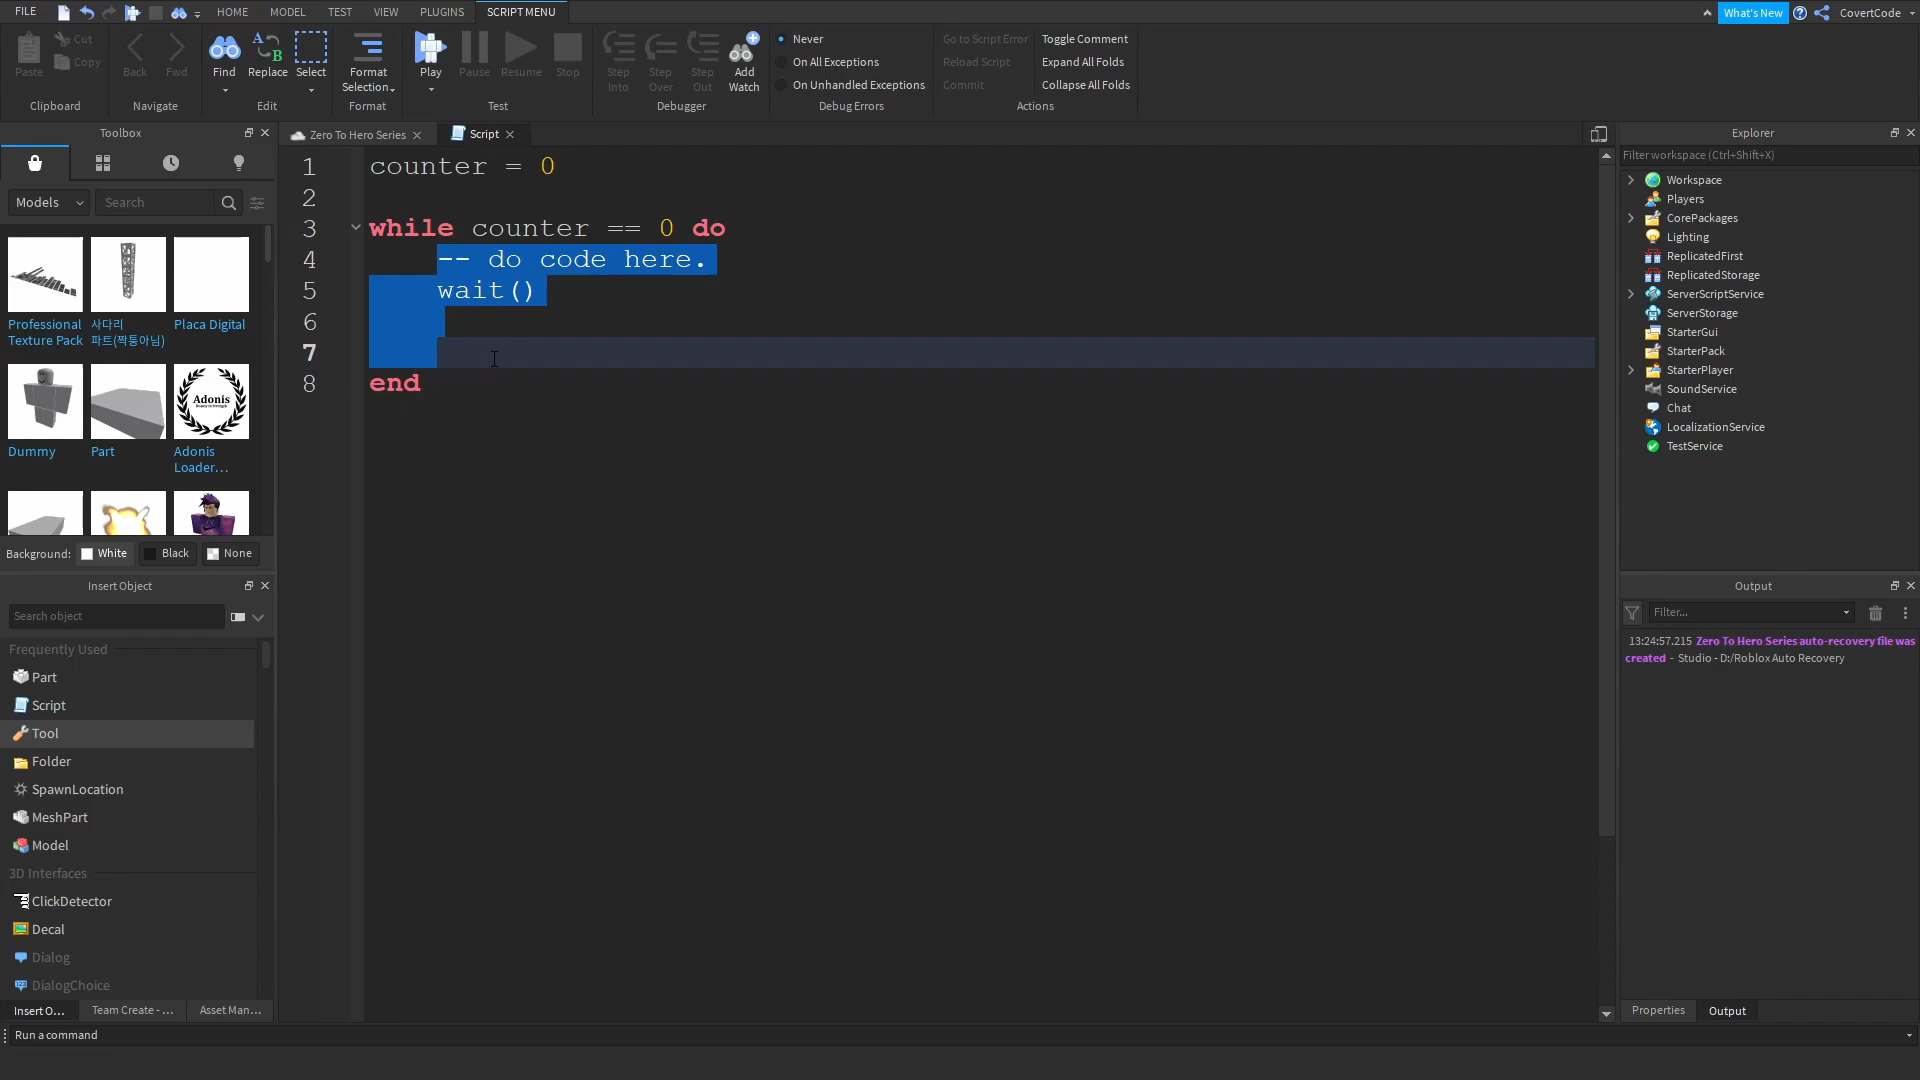 FILE
HOME
MODEL
TEST
VIEW
PLUGINS
SCRIPT MENU
What's New
CovertCode
Paste
Cut
Copy
Clipboard
Back
Fwd
Navigate
Find
Replace
Select
Edit
Format
Selection
Format
Play
Pause
Resume
Stop
Test
Step
Into
Step
Over
Step
Out
Add
Watch
Debugger
Never
On All Exceptions
On Unhandled Exceptions
Debug Errors
Go to Script Error
Reload Script
Commit
Toggle Comment
Expand All Folds
Collapse All Folds
Actions
Toolbox
Models
Search
Professional
Texture Pack
사다리
파트(짝퉁아님)
Placa Digital
Dummy
Part
Adonis
Adonis
Loader...
Background:
White
Black
None
Insert Object
Search object
Frequently Used
Part
Script
Tool
Folder
SpawnLocation
MeshPart
Model
3D Interfaces
ClickDetector
Decal
Dialog
DialogChoice
Insert O...
Team Create - ...
Asset Man...
Run a command
Zero To Hero Series
Script
1 counter = 0
2
3 while counter == 0 do
4 -- do code here.
5 wait()
6
7
8 end
Explorer
Filter workspace (Ctrl+Shift+X)
Workspace
Players
CorePackages
Lighting
ReplicatedFirst
ReplicatedStorage
ServerScriptService
ServerStorage
StarterGui
StarterPack
StarterPlayer
SoundService
Chat
LocalizationService
TestService
Output
Filter...
13:24:57.215 Zero To Hero Series auto-recovery file was
created - Studio - D:/Roblox Auto Recovery
Properties
Output